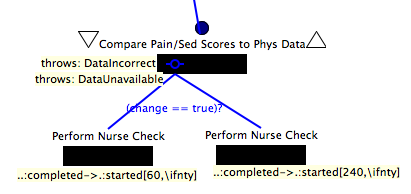 Compare Pain/Sed Scores to Phys Data
throws: DataIncorrect
throws: DataUnavailable
(change == true)?
Perform Nurse Check
Perform Nurse Check
..:completed->.:started[60,\ifnty]
..:completed->.:started[240,\ifnty]